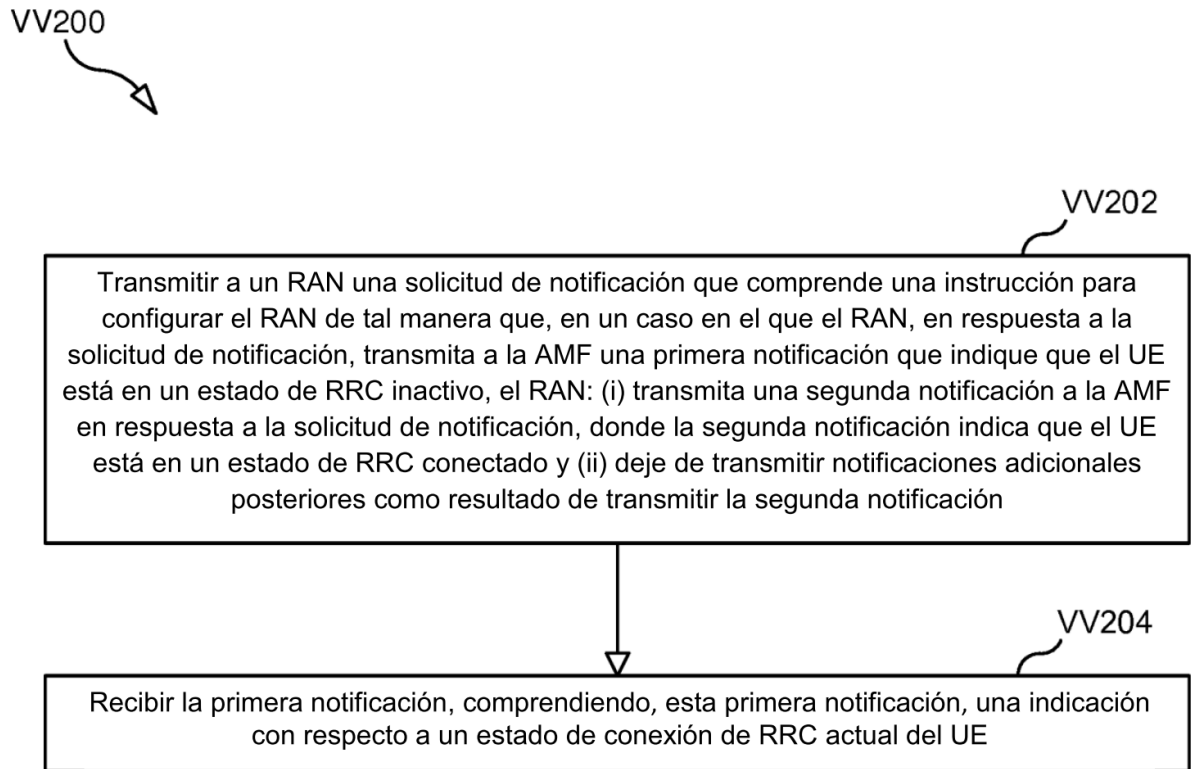 VV200
VV202
Transmitir a un RAN una solicitud de notificación que comprende una instrucción para
configurar el RAN de tal manera que, en un caso en el que el RAN, en respuesta a la
solicitud de notificación, transmita a la AMF una primera notificación que indique que el UE
está en un estado de RRC inactivo, el RAN: (i) transmita una segunda notificación a la AMF
en respuesta a la solicitud de notificación, donde la segunda notificación indica que el UE
está en un estado de RRC conectado y (ii) deje de transmitir notificaciones adicionales
posteriores como resultado de transmitir la segunda notificación
VV204
Recibir la primera notificación, comprendiendo, esta primera notificación, una indicación
con respecto a un estado de conexión de RRC actual del UE